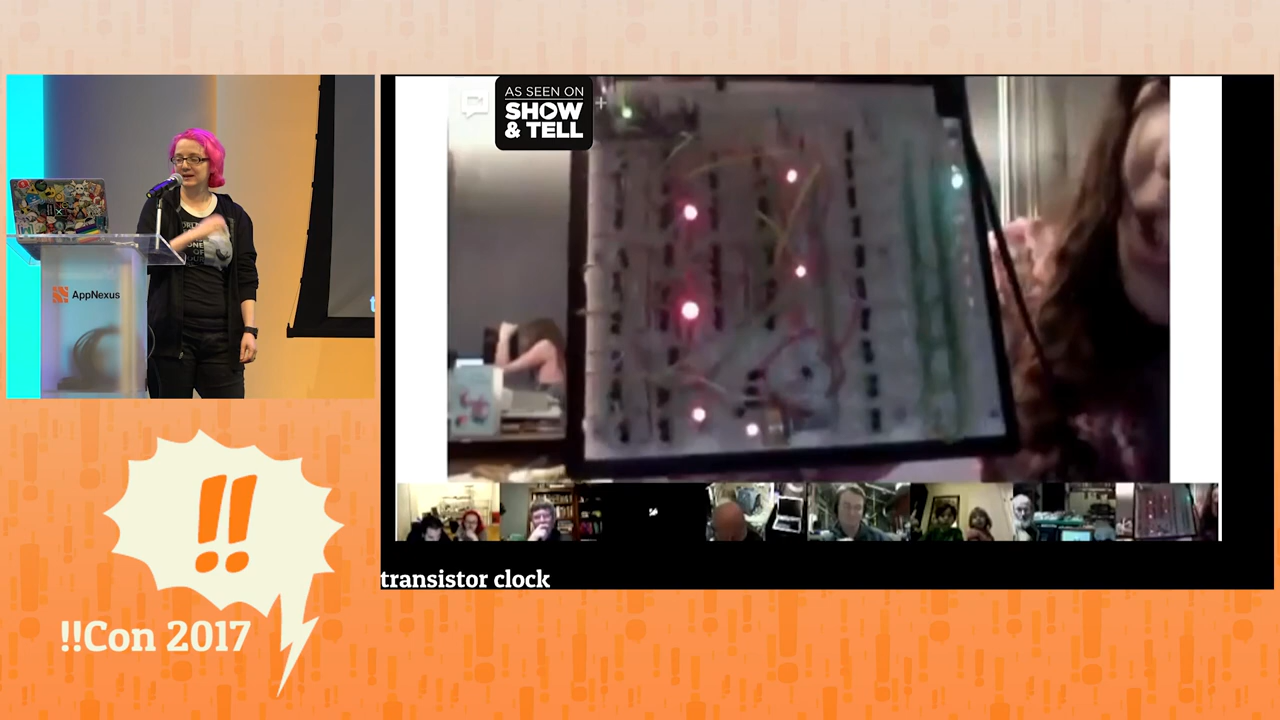 AS SEEN ON
SHOW
& TELL
AppNexus
transistor clock
!!
!!Con 2017